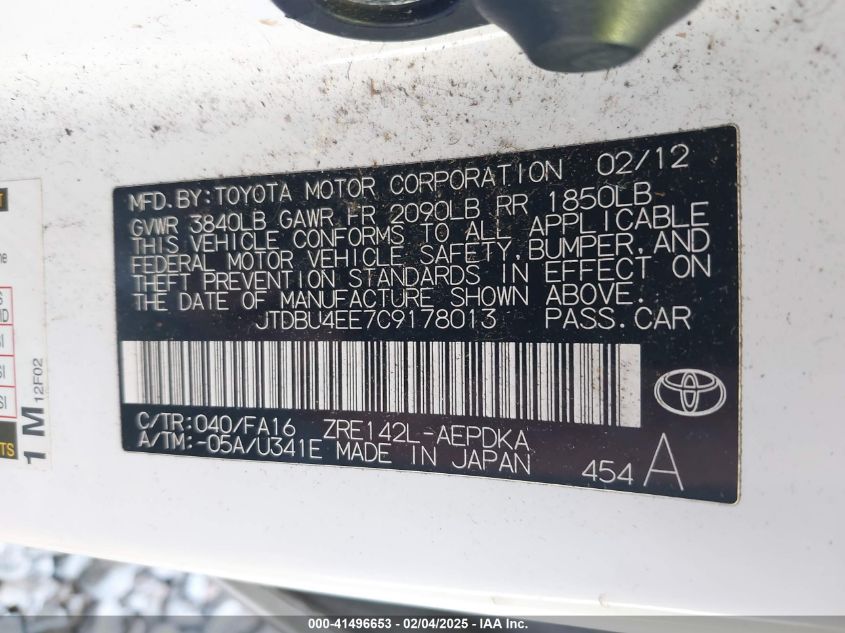 MFD. BY: TOYOTA MOTOR CORPORATION 02/12
GVWR 3840LB GAWR FR 2090LB RR 1850LB
THIS VEHICLE CONFORMS TO ALL APPLICABLE
FEDERAL MOTOR VEHICLE SAFETY, BUMPER, AND
THEFT PREVENTION STANDARDS IN EFFECT ON
THE DATE OF MANUFACTURE SHOWN ABOVE.
JTDBU4EE7C9178013 PASS. CAR
C/TR: 040/FA16 ZRE142L-AEPDKA
A/TM: -05A/U341E MADE IN JAPAN
454 A
1 M 12F02
000-41496653 - 02/04/2025 - IAA Inc.